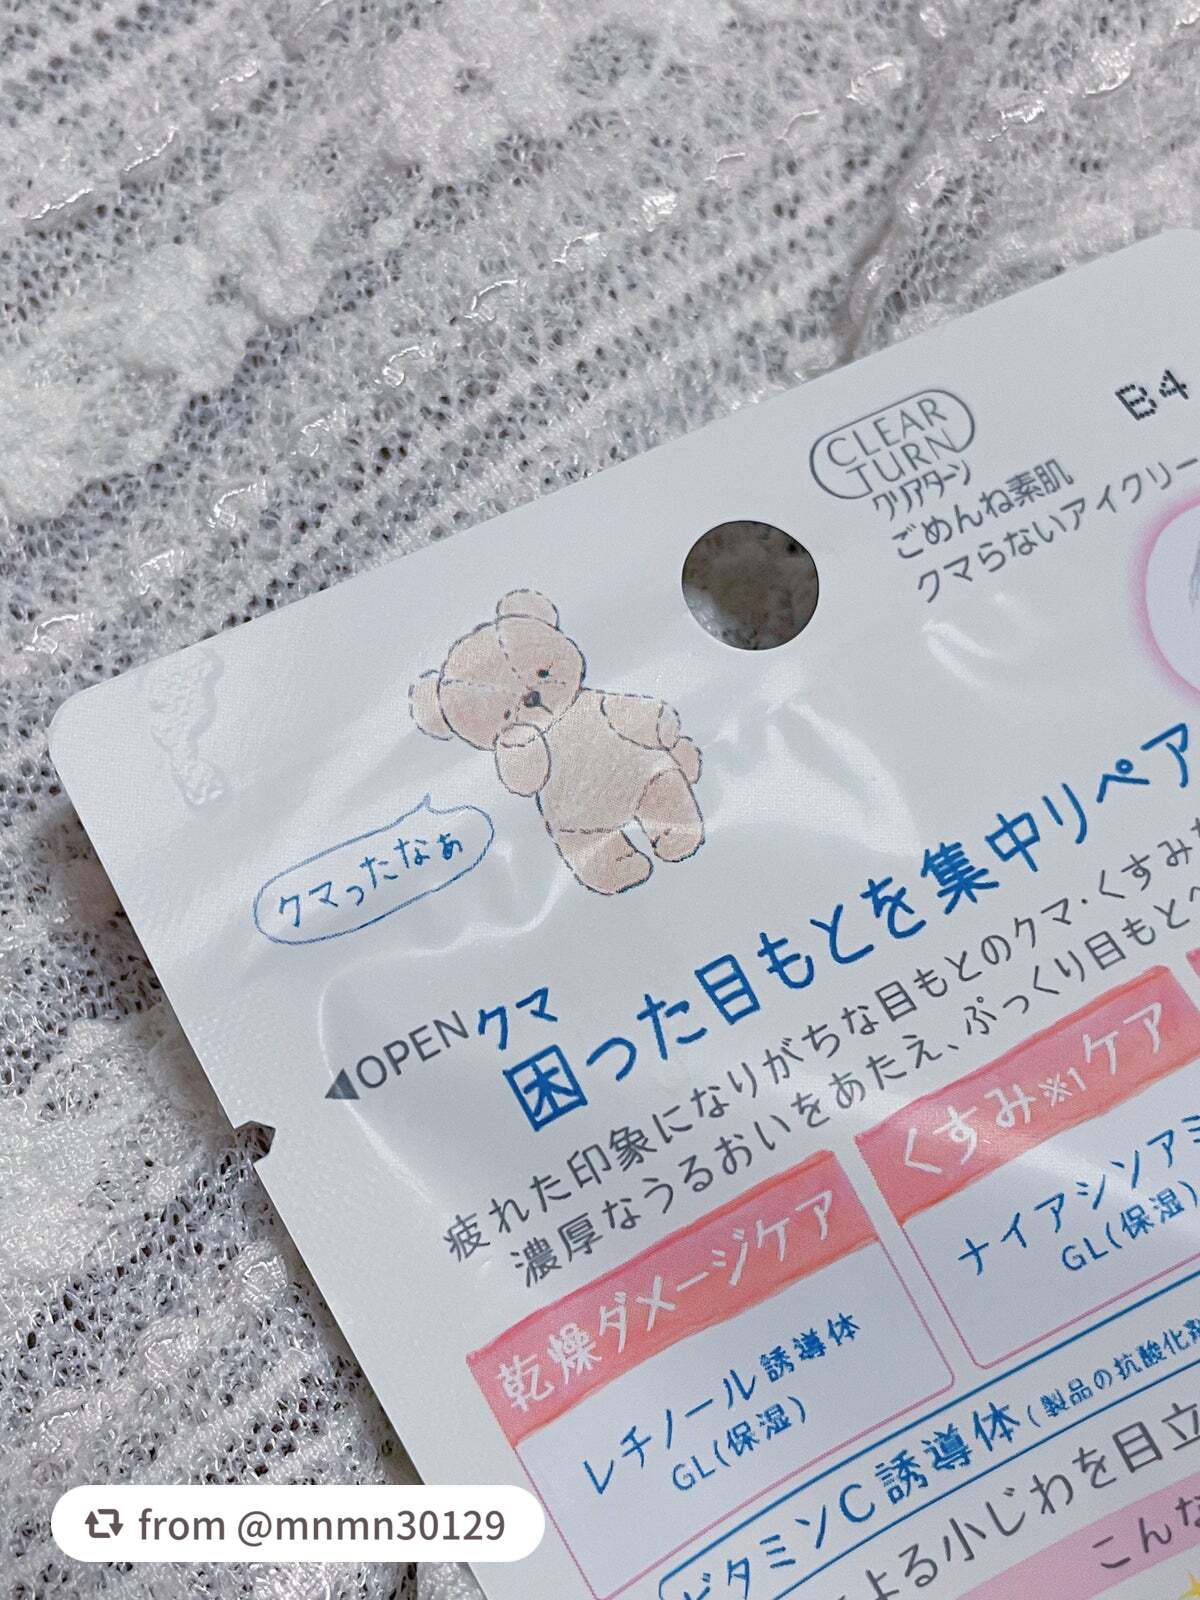 CLEAR
TURN
クリアターン
B4
ごめんね素肌
クマらないアイクリー
クマったなぁ
OPEN
クマ
困った目もとを集中リペア
疲れた印象になりがちな目もとのクマ・くすみ
濃厚なうるおいをあたえ、ぷっくり目もとへ
乾燥ダメージケア
レチノール誘導体
GL(保湿)
くすみ※1ケア
ナイアシンアミ
GL(保湿)
ビタミンC誘導体(製品の抗酸化剤
よる小じわを目立
こんな
from @mnmn30129